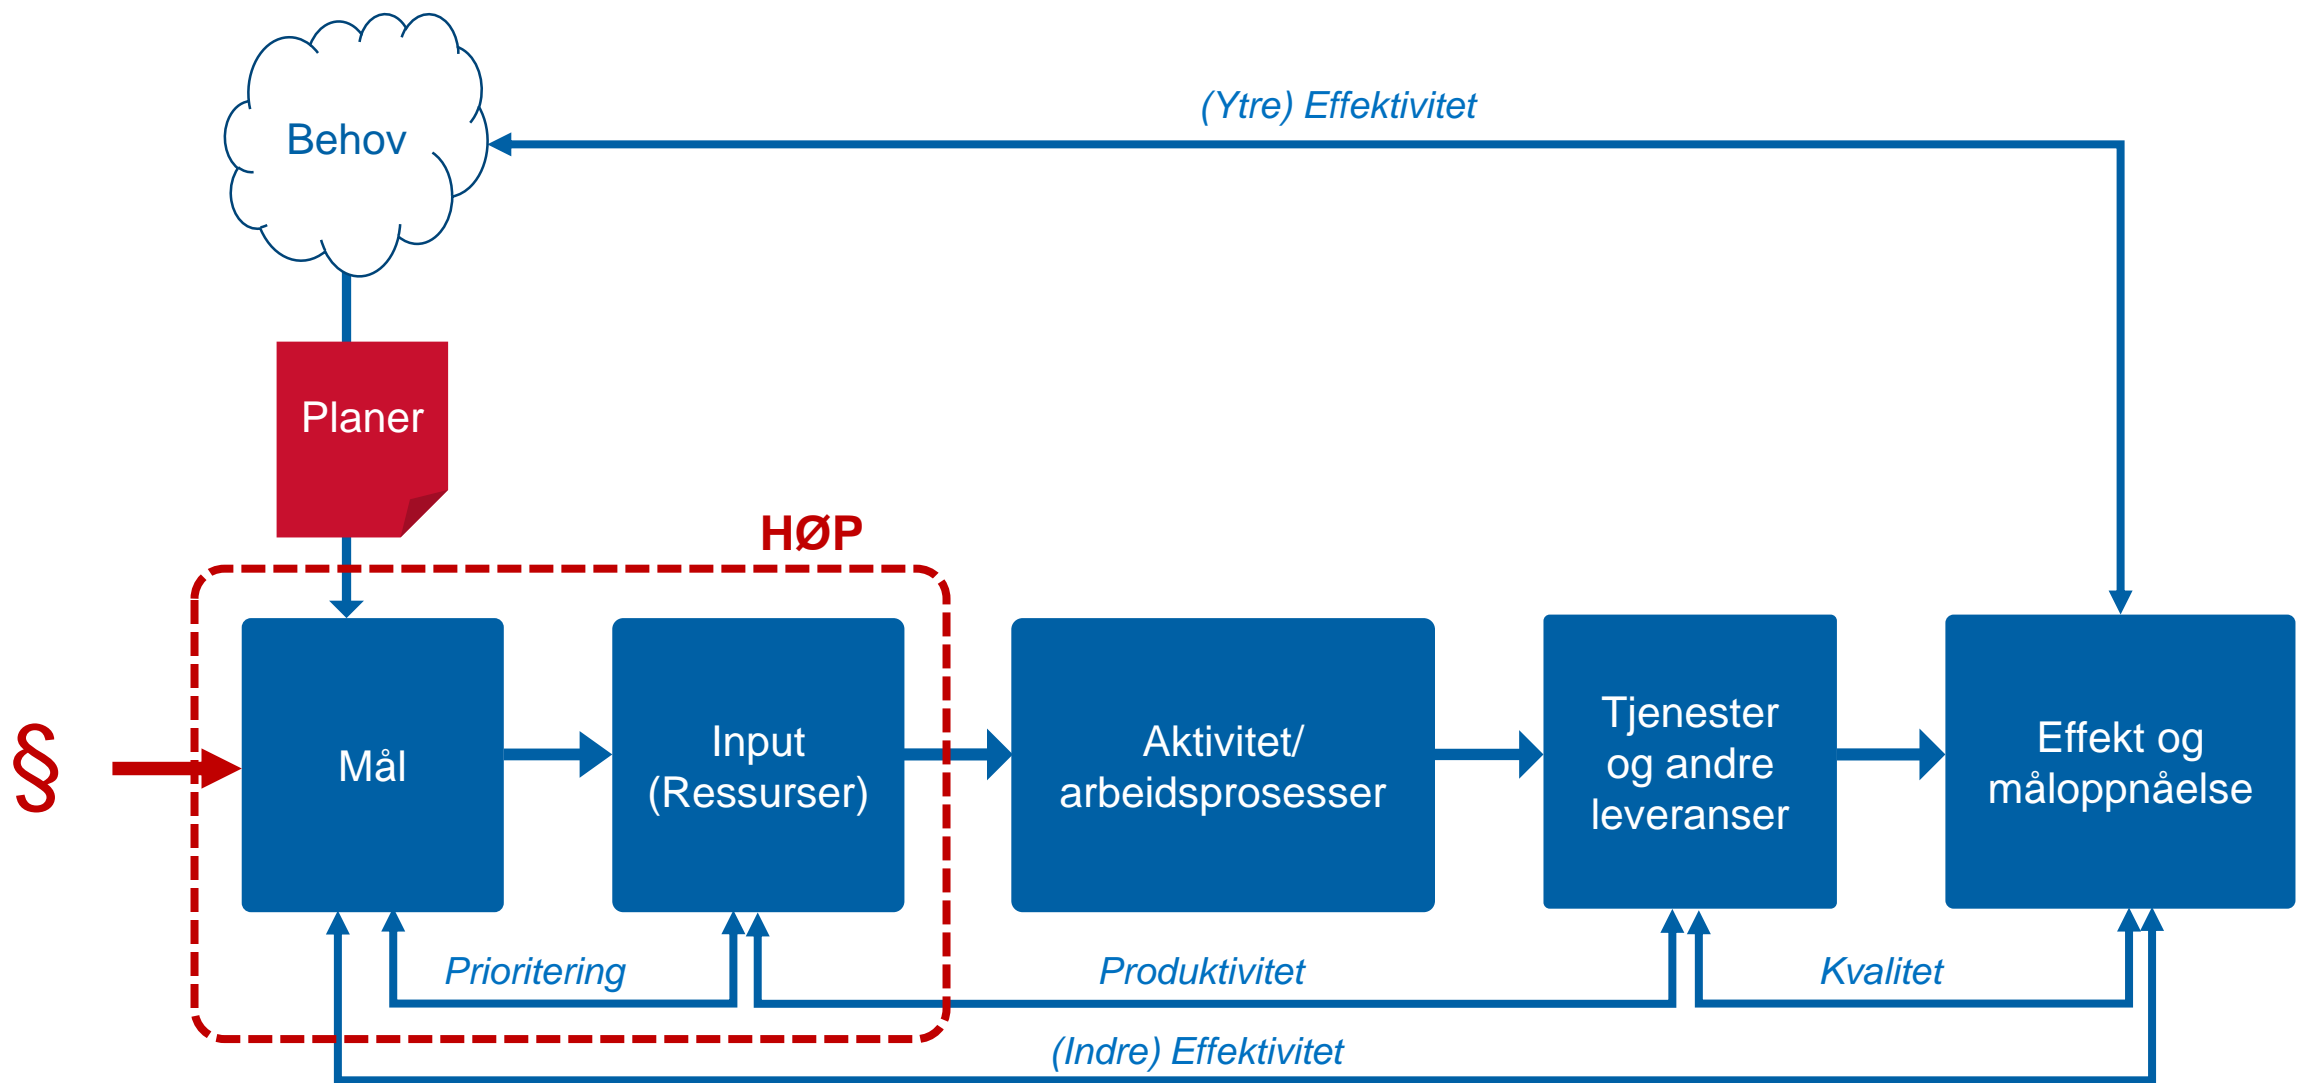 (Ytre) Effektivitet
Behov
Planer
HØP
§
Mål
Input
(Ressurser)
Aktivitet/
arbeidsprosesser
Tjenester
og andre
leveranser
Effekt og
måloppnåelse
Prioritering
Produktivitet
Kvalitet
(Indre) Effektivitet